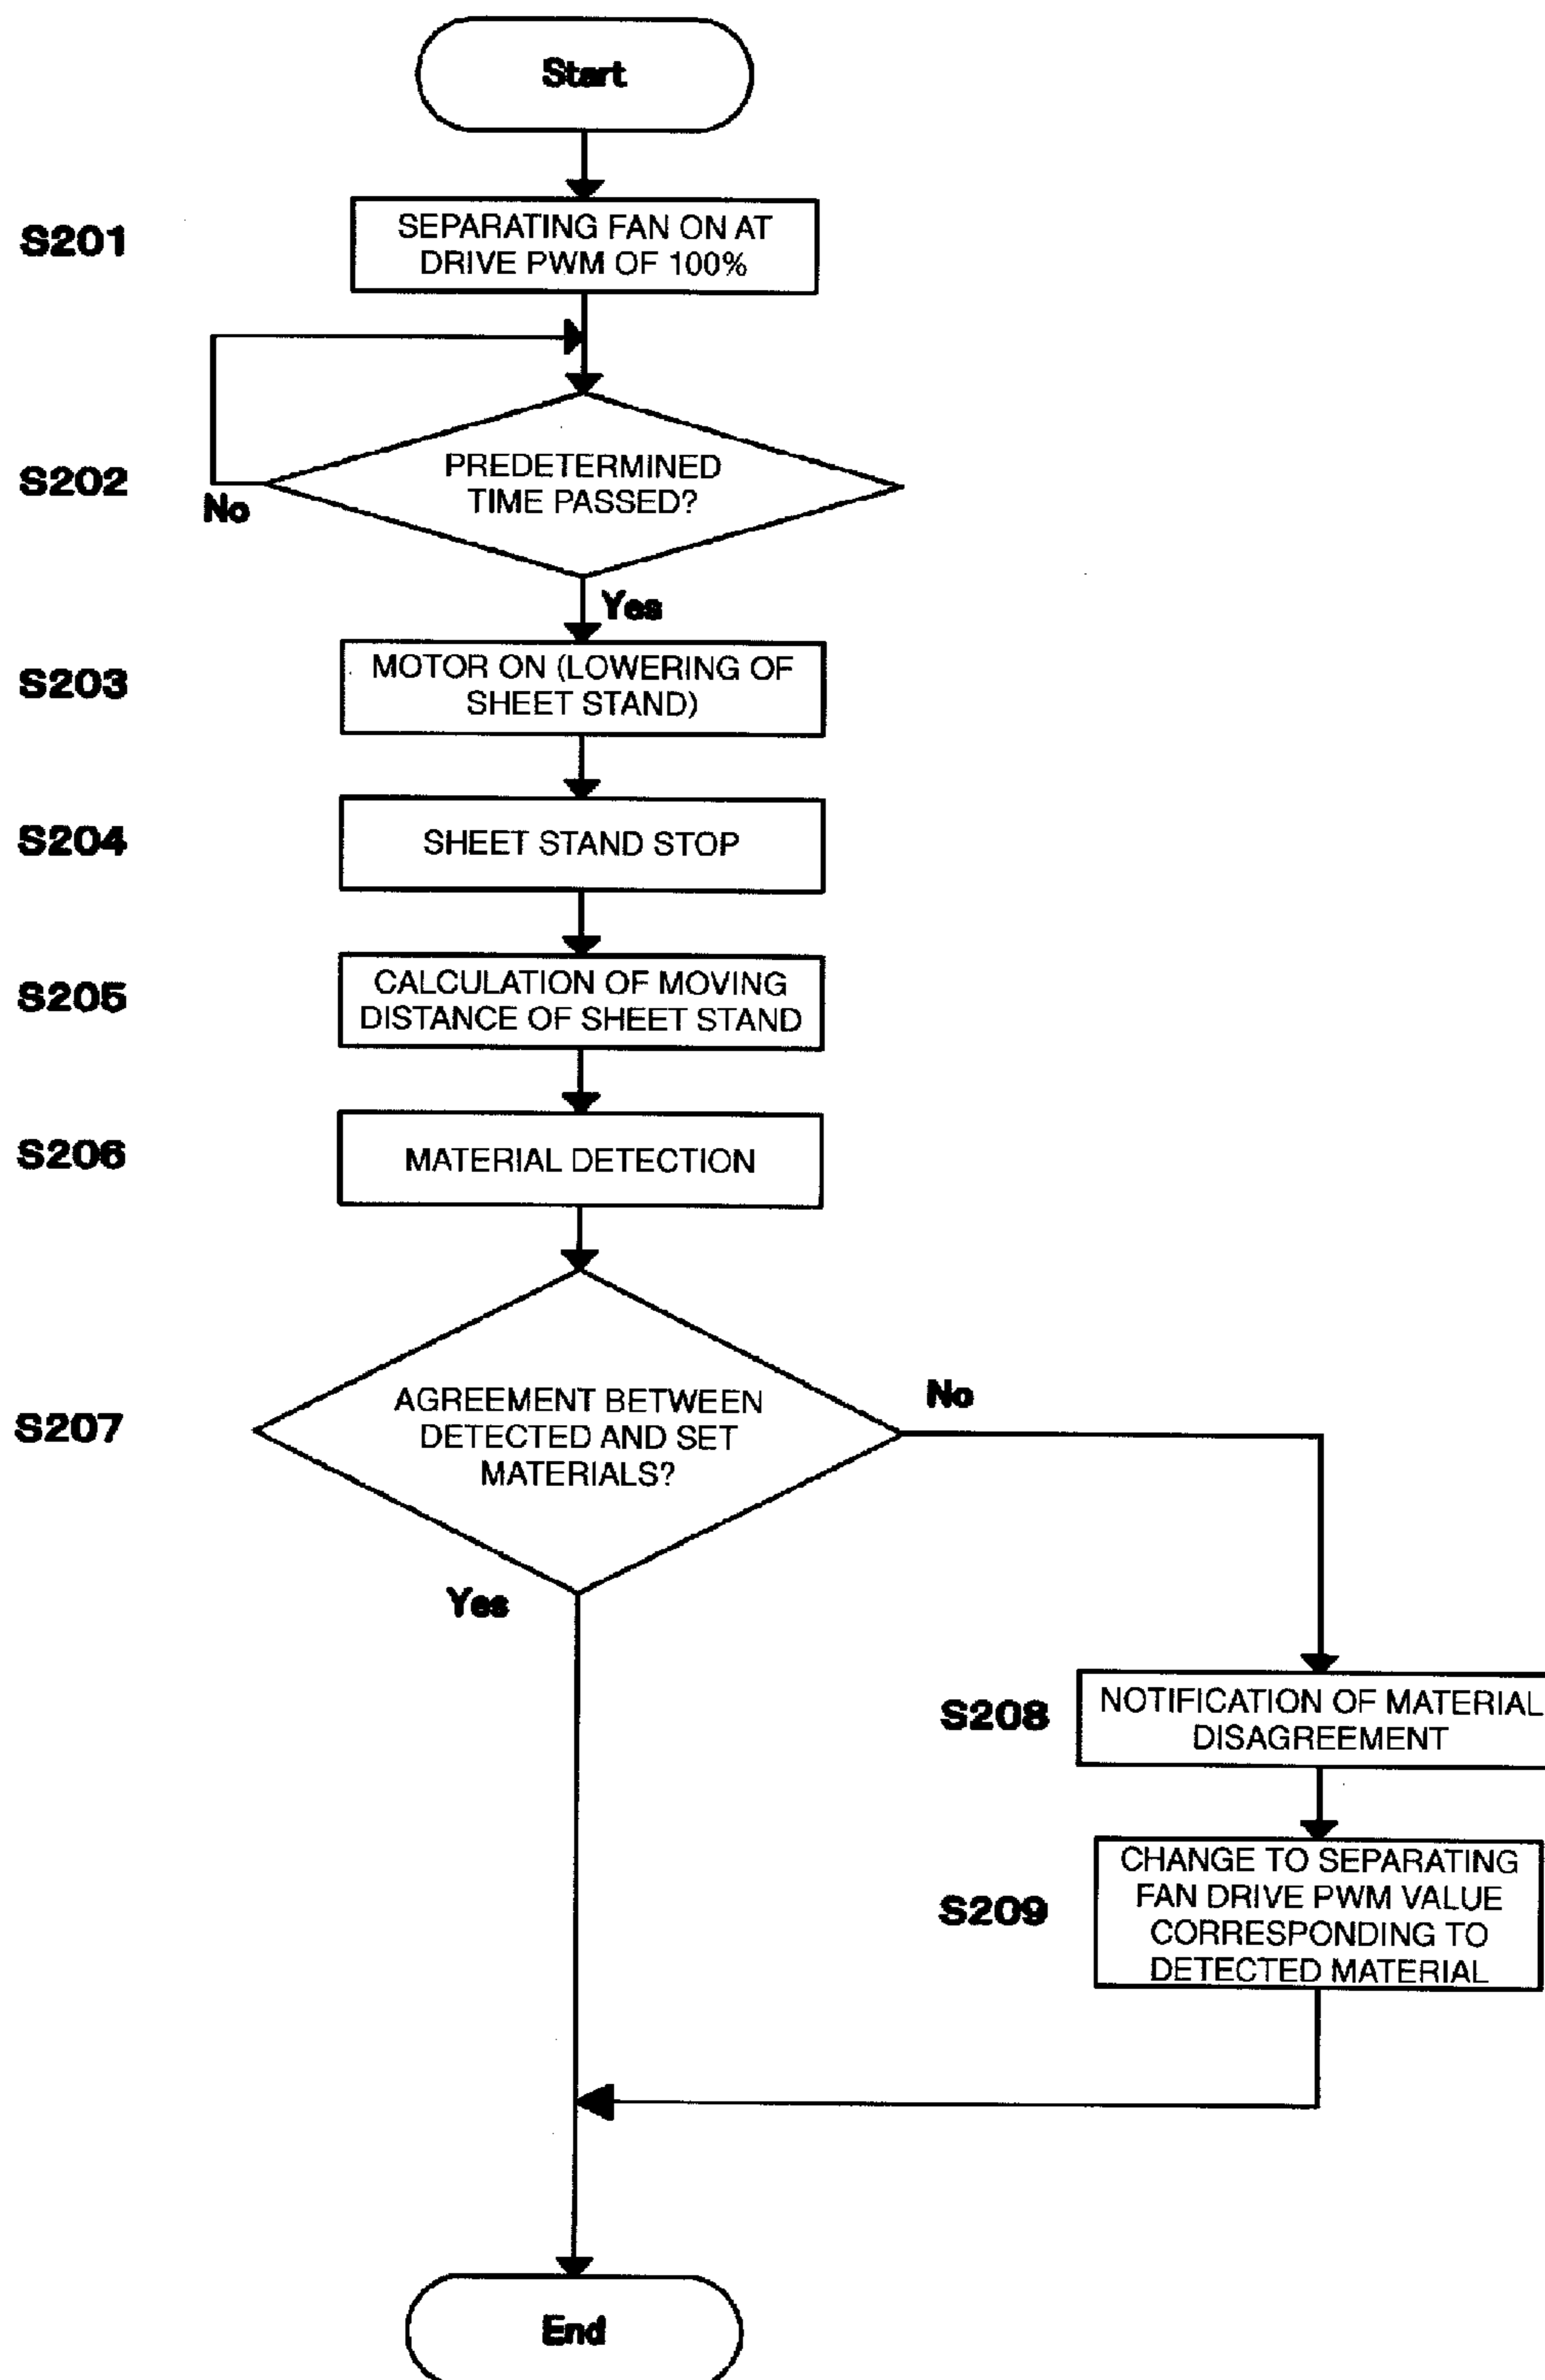 Start
S201
SEPARATING FAN ON AT
DRIVE PWM OF 100%
S202
PREDETERMINED
TIME PASSED?
No
Yes
S203
MOTOR ON (LOWERING OF
SHEET STAND)
S204
SHEET STAND STOP
S205
CALCULATION OF MOVING
DISTANCE OF SHEET STAND
S206
MATERIAL DETECTION
S207
AGREEMENT BETWEEN
DETECTED AND SET
MATERIALS?
No
Yes
S208
NOTIFICATION OF MATERIAL
DISAGREEMENT
S209
CHANGE TO SEPARATING
FAN DRIVE PWM VALUE
CORRESPONDING TO
DETECTED MATERIAL
End